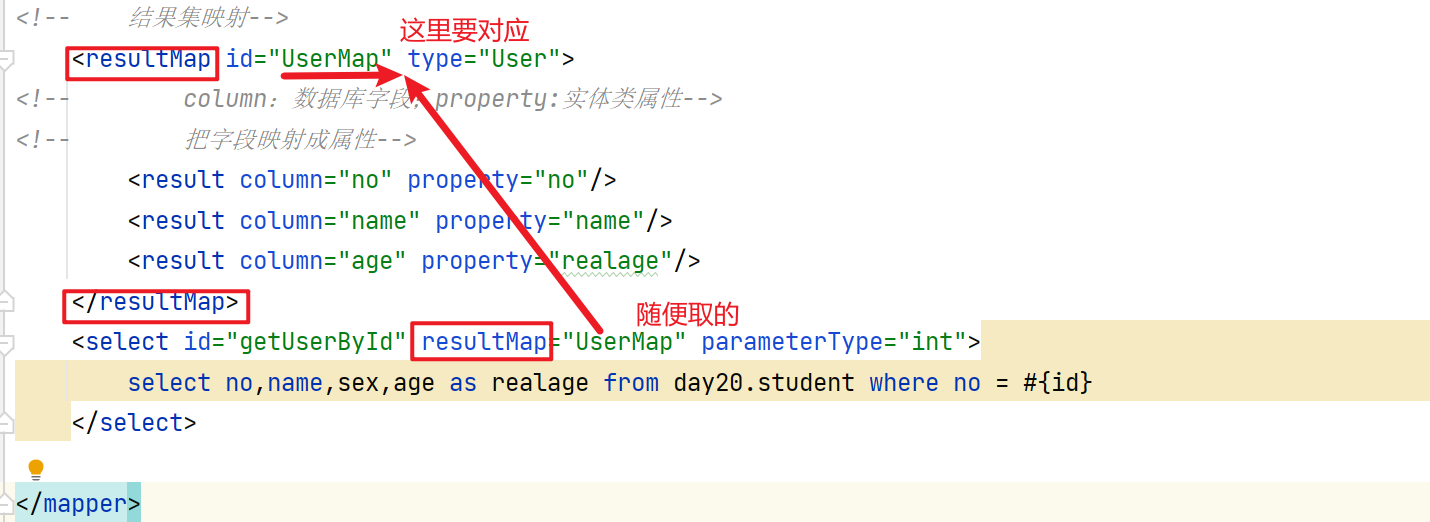 <!--    结果集映射-->
这里要对应
<resultMap id="UserMap" type="User">
<!--        column：数据库字段，property:实体类属性-->
<!--        把字段映射成属性-->
<result column="no" property="no"/>
<result column="name" property="name"/>
<result column="age" property="realage"/>
</resultMap>
随便取的
<select id="getUserById" resultMap="UserMap" parameterType="int">
select no,name,sex,age as realage from day20.student where no = #{id}
</select>
</mapper>